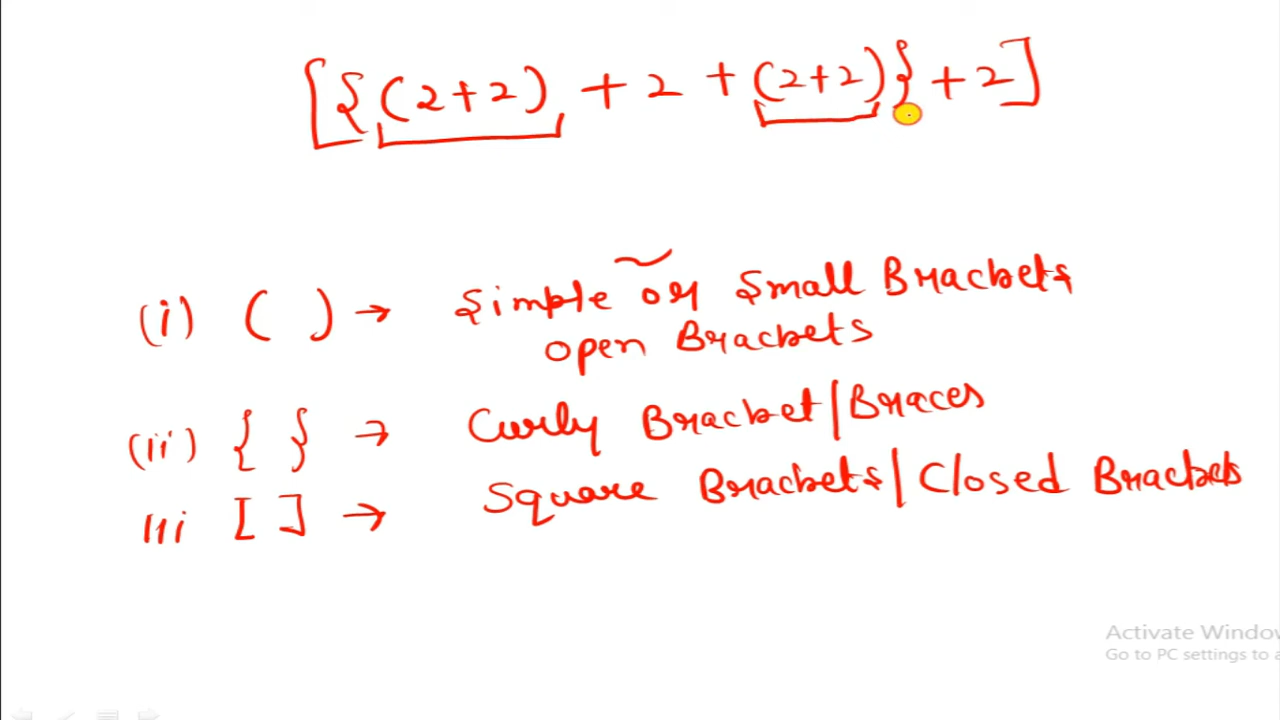 [{(2+2) + 2 + (2+2)} + 2]
(i) ( ) → Simple or Small Brackets
open Brackets
(ii) { } → Curly Bracket/Braces
iii [ ] → Square Brackets/Closed Brackets
Activate Windo
Go to PC settings to a